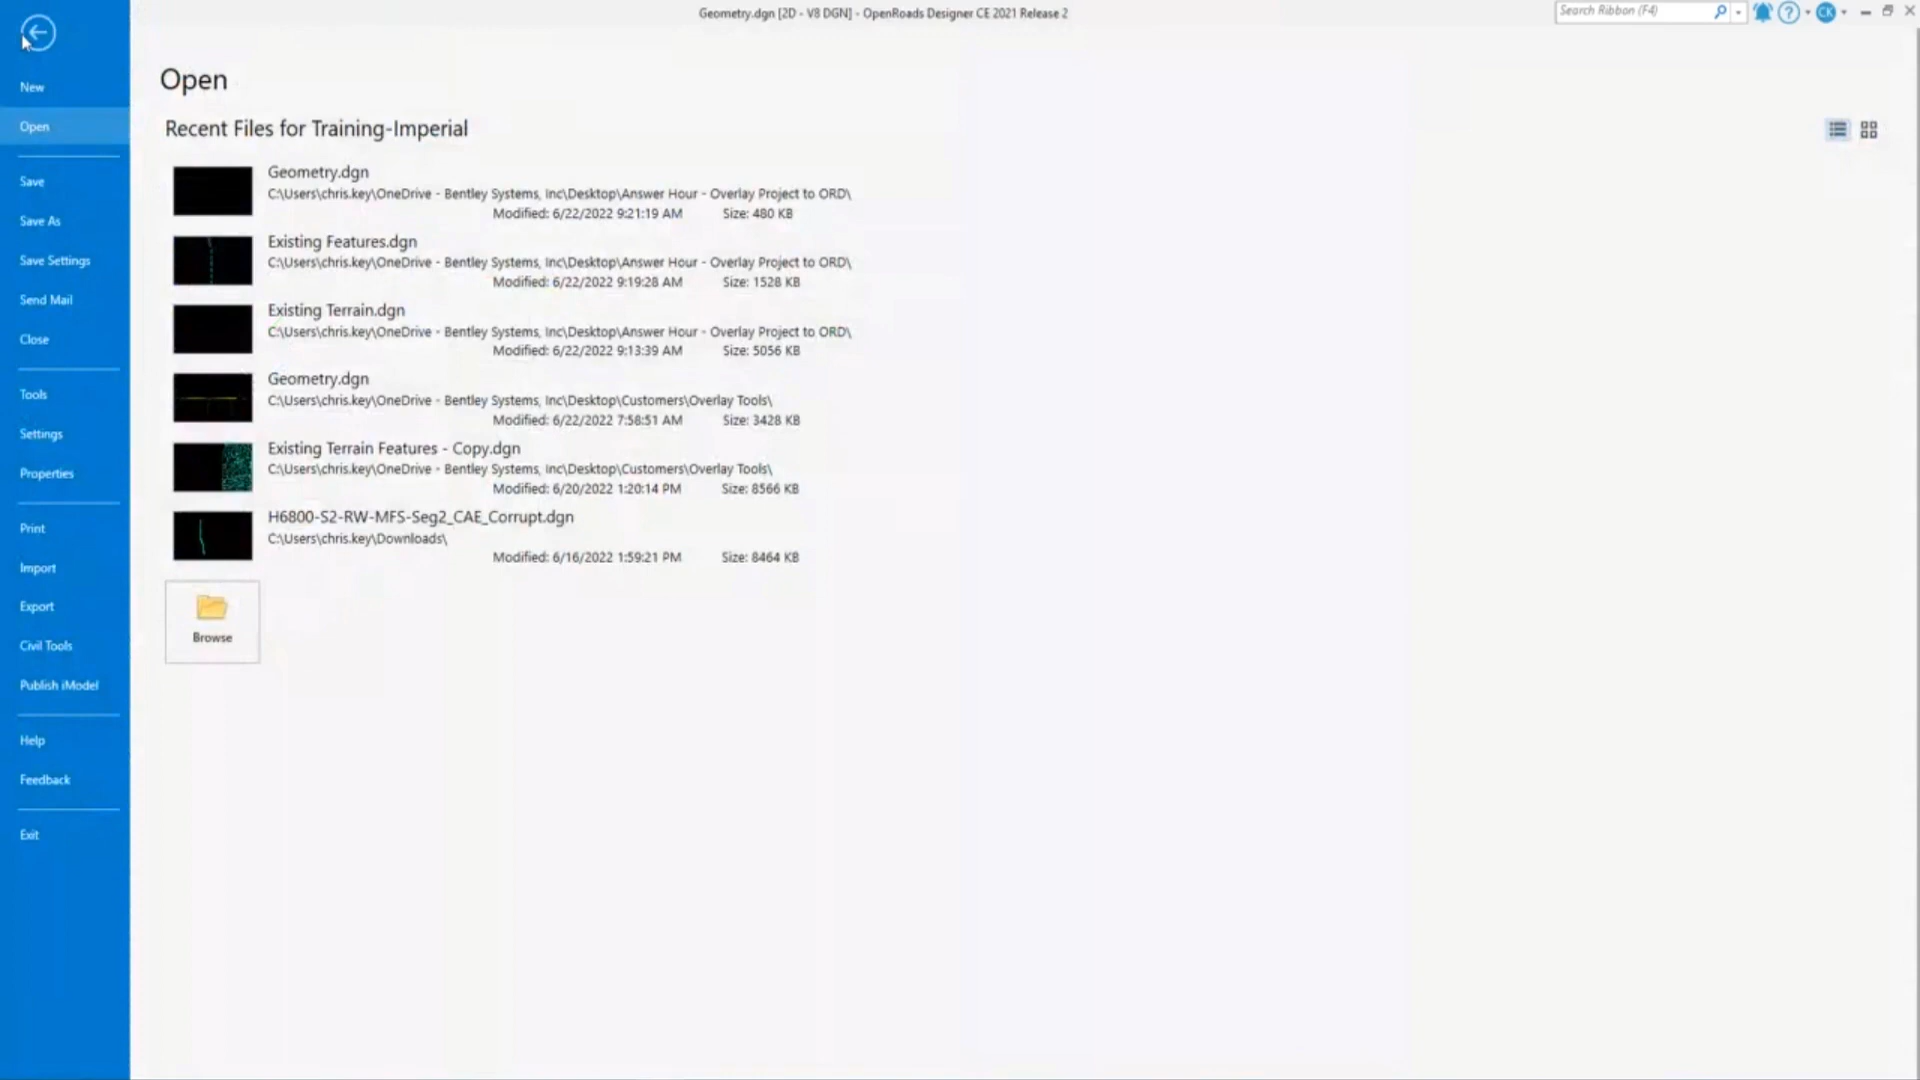 Geometry.dgn [2D - V8 DGN] - OpenRoads Designer CE 2021 Release 2
Search Ribbon (F4)
CK
New
Open
Save
Save As
Save Settings
Send Mail
Close
Tools
Settings
Properties
Print
Import
Export
Civil Tools
Publish iModel
Help
Feedback
Exit
Open
Recent Files for Training-Imperial
Geometry.dgn
C:\Users\chris.key\OneDrive - Bentley Systems, Inc\Desktop\Answer Hour - Overlay Project to ORD\
Modified: 6/22/2022 9:21:19 AM Size: 480 KB
Existing Features.dgn
C:\Users\chris.key\OneDrive - Bentley Systems, Inc\Desktop\Answer Hour - Overlay Project to ORD\
Modified: 6/22/2022 9:19:28 AM Size: 1528 KB
Existing Terrain.dgn
C:\Users\chris.key\OneDrive - Bentley Systems, Inc\Desktop\Answer Hour - Overlay Project to ORD\
Modified: 6/22/2022 9:13:39 AM Size: 5056 KB
Geometry.dgn
C:\Users\chris.key\OneDrive - Bentley Systems, Inc\Desktop\Customers\Overlay Tools\
Modified: 6/22/2022 7:58:51 AM Size: 3428 KB
Existing Terrain Features - Copy.dgn
C:\Users\chris.key\OneDrive - Bentley Systems, Inc\Desktop\Customers\Overlay Tools\
Modified: 6/20/2022 1:20:14 PM Size: 8566 KB
H6800-S2-RW-MFS-Seg2_CAE_Corrupt.dgn
C:\Users\chris.key\Downloads\
Modified: 6/16/2022 1:59:21 PM Size: 8464 KB
Browse